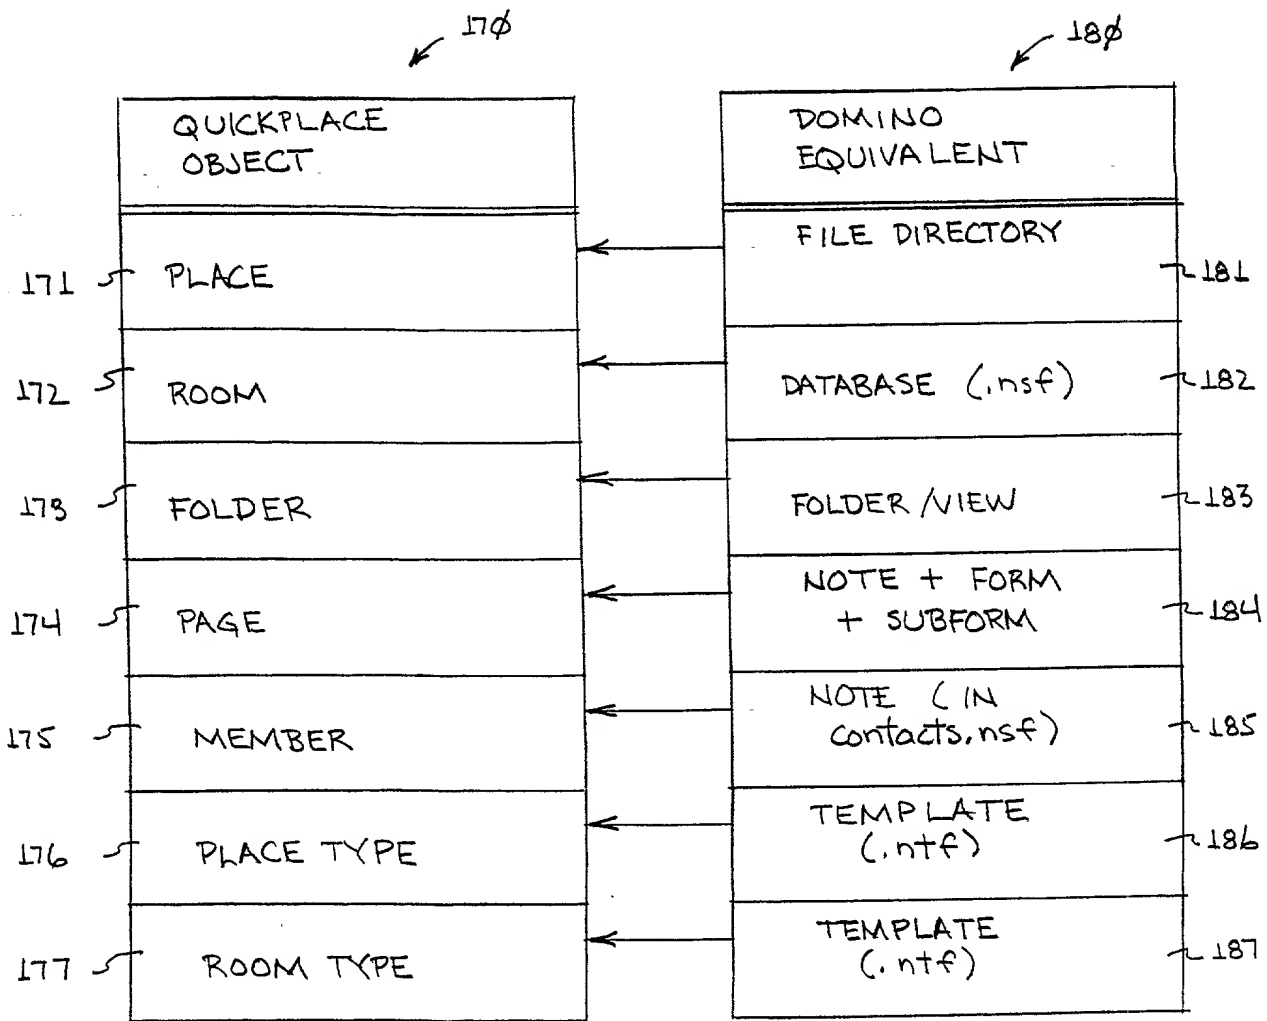 170
180
QUICKPLACE
OBJECT
DOMINO
EQUIVALENT
171 PLACE
FILE DIRECTORY 181
172 ROOM
DATABASE (.nsf) 182
173 FOLDER
FOLDER/VIEW 183
174 PAGE
NOTE + FORM
+ SUBFORM 184
175 MEMBER
NOTE (IN
contacts.nsf) 185
176 PLACE TYPE
TEMPLATE
(.ntf) 186
177 ROOM TYPE
TEMPLATE
(.ntf) 187